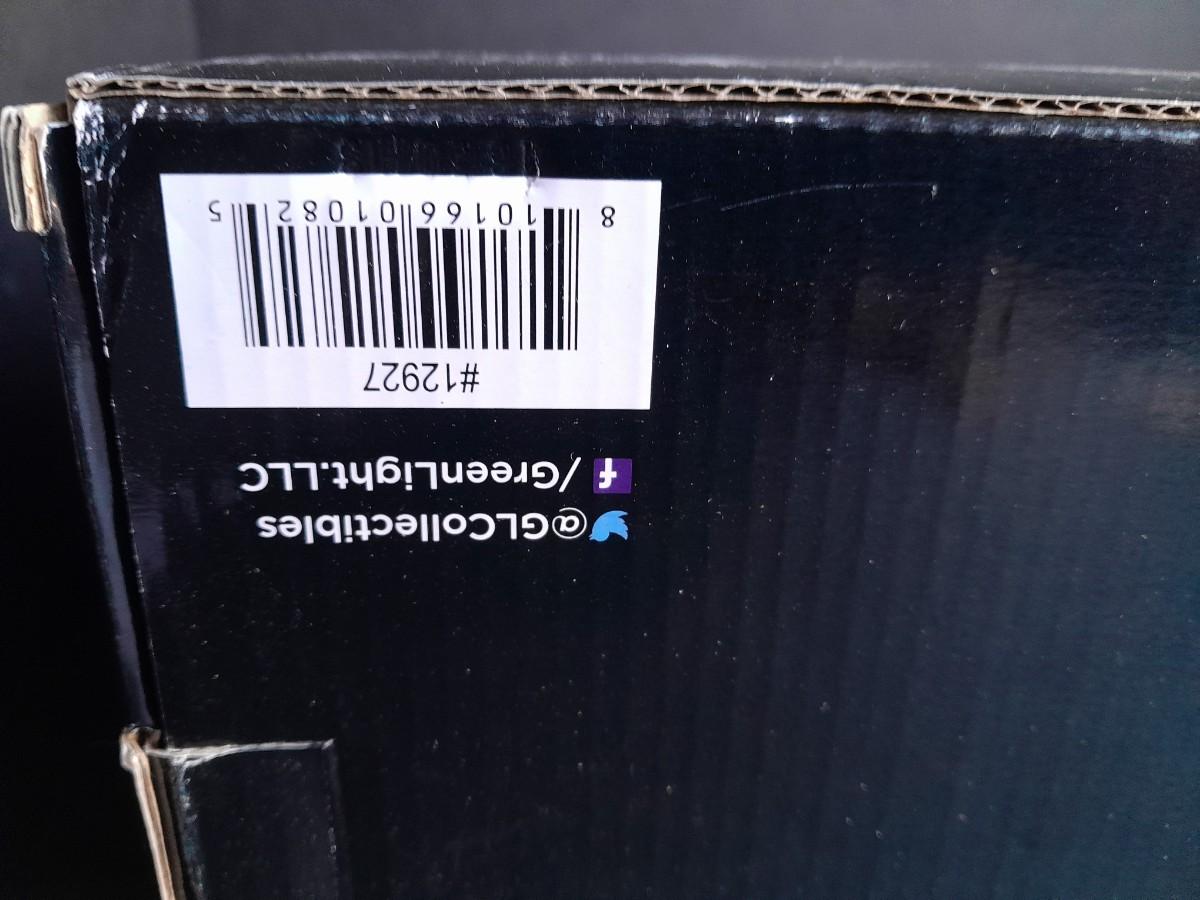 @GLCollectibles
f /GreenLight.LLC
#12927
8 10166 01082 5